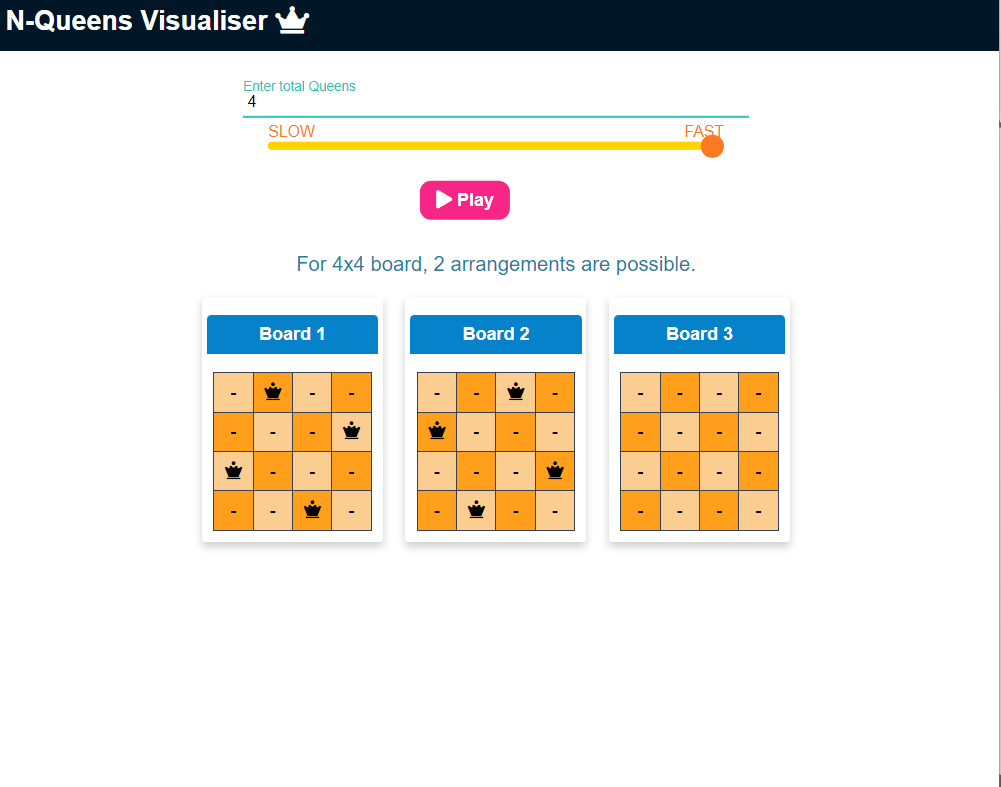 N-Queens Visualiser
Enter total Queens
4
SLOW FAST
Play
For 4x4 board, 2 arrangements are possible.
Board 1 Board 2 Board 3
- - - - - - - - - -
- - - - - - - - - -
- - - - - - - - - -
- - - - - - - - - -